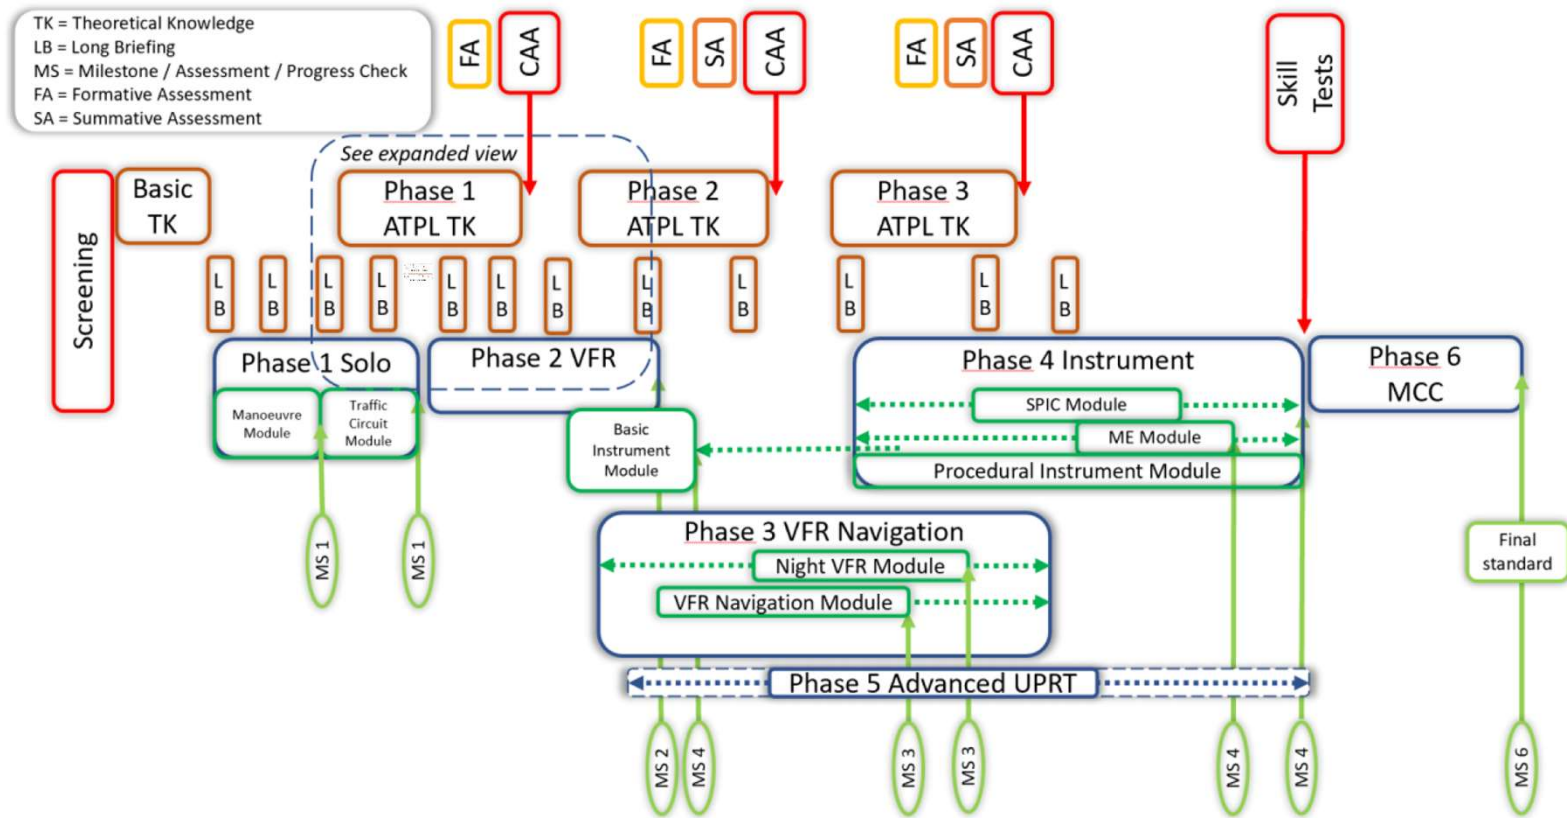 TK = Theoretical Knowledge
LB = Long Briefing
MS = Milestone / Assessment / Progress Check
FA = Formative Assessment
SA = Summative Assessment
FA
CAA
FA
SA
CAA
FA
SA
CAA
Skill
Tests
See expanded view
Screening
Basic
TK
Phase 1
ATPL TK
Phase 2
ATPL TK
Phase 3
ATPL TK
L
B
L
B
L
B
L
B
L
B
L
B
L
B
L
B
L
B
L
B
L
B
L
B
Phase 1 Solo
Manoeuvre
Module
Traffic
Circuit
Module
Phase 2 VFR
Basic
Instrument
Module
Phase 4 Instrument
SPIC Module
ME Module
Procedural Instrument Module
Phase 6
MCC
Phase 3 VFR Navigation
Night VFR Module
VFR Navigation Module
Phase 5 Advanced UPRT
MS 1
MS 1
Final
standard
MS 2
MS 4
MS 3
MS 3
MS 4
MS 4
MS 6